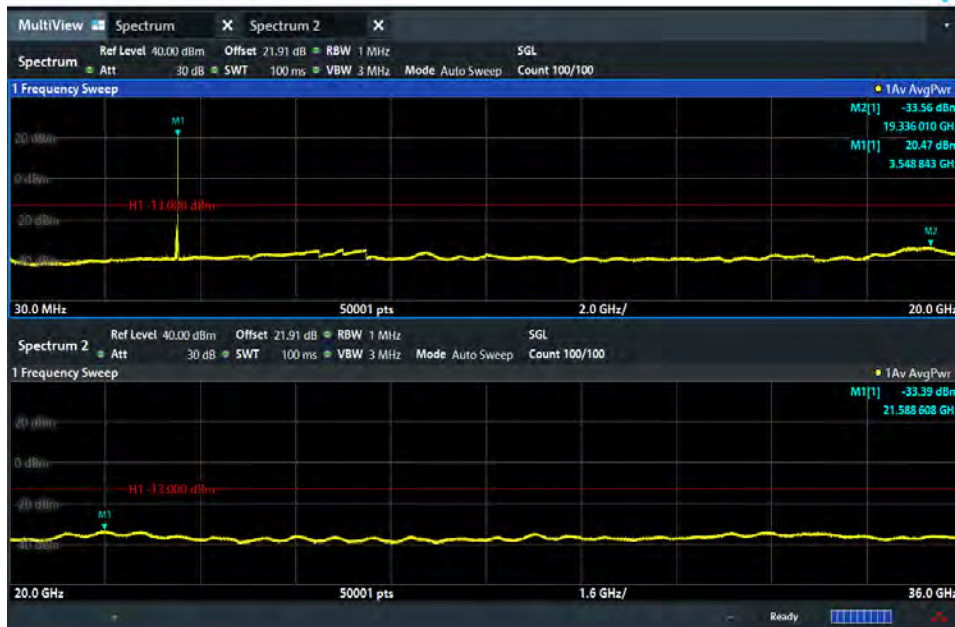 MultiView Spectrum X Spectrum 2 X
Ref Level 40.00 dBm Offset 21.91 dB RBW 1 MHz SGL
Spectrum
Att 30 dB SWT 100 ms VBW 3 MHz Mode Auto Sweep Count 100/100
1 Frequency Sweep 1Av AvgPwr
M2[1] -33.56 dBm
19.336 010 GH
M1[1] 20.47 dBm
3.548 843 GH
M1
20 dBm
0 dBm
H1 -13.000 dBm
-20 dBm
M2
-40 dBm
30.0 MHz 50001 pts 2.0 GHz/ 20.0 GHz
Ref Level 40.00 dBm Offset 21.91 dB RBW 1 MHz SGL
Spectrum 2
Att 30 dB SWT 100 ms VBW 3 MHz Mode Auto Sweep Count 100/100
1 Frequency Sweep 1Av AvgPwr
M1[1] -33.39 dBm
21.588 608 GH
20 dBm
0 dBm
H1 -13.000 dBm
-20 dBm
M1
-40 dBm
20.0 GHz 50001 pts 1.6 GHz/ 36.0 GHz
Ready